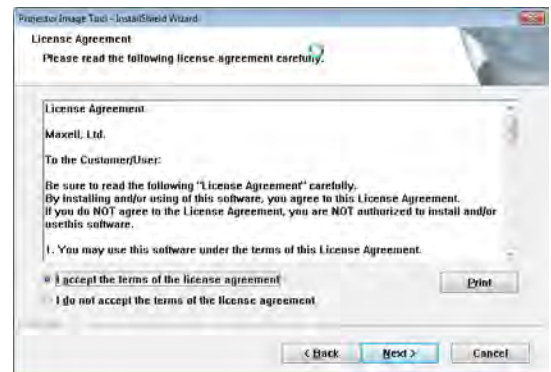 Projector Image Tool - InstallShield Wizard
License Agreement
Please read the following license agreement carefully.
License Agreement
Maxell, Ltd.
To the Customer/User:
Be sure to read the following "License Agreement" carefully.
By installing and/or using of this software, you agree to this License Agreement.
If you do NOT agree to the License Agreement, you are NOT authorized to install and/or
usethis software.
1. You may use this software under the terms of this License Agreement.
I accept the terms of the license agreement
Print
I do not accept the terms of the license agreement
< Back
Next >
Cancel